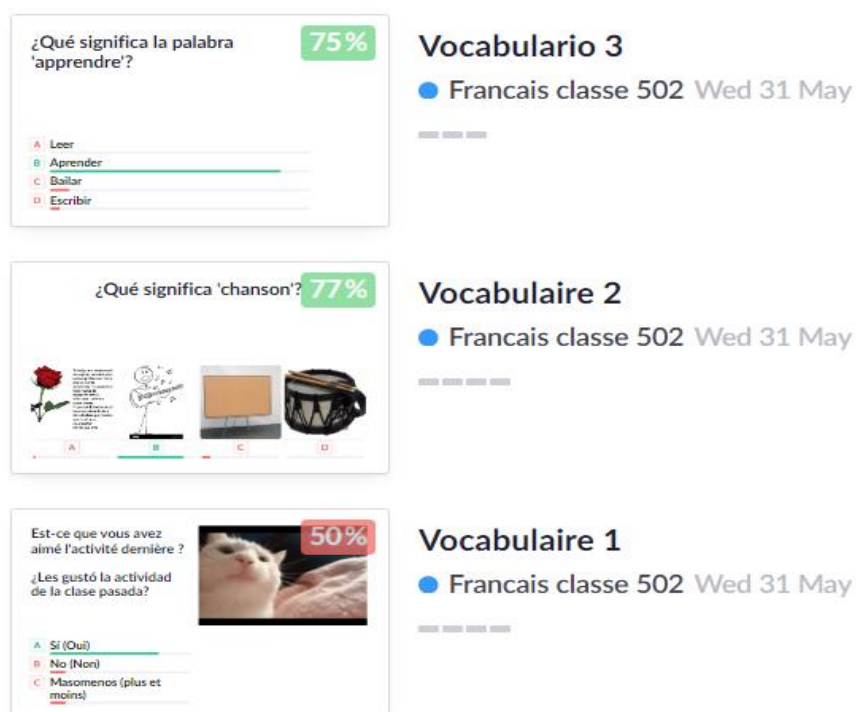 ¿Qué significa la palabra
'apprendre'?
75%
A Leer
B Aprender
C Bailar
D Escribir
Vocabulario 3
Francais classe 502 Wed 31 May
¿Qué significa 'chanson'?
77%
A
B
C
D
Vocabulaire 2
Francais classe 502 Wed 31 May
Est-ce que vous avez
aimé l'activité dernière ?
¿Les gustó la actividad
de la clase pasada?
50%
A Sí (Oui)
B No (Non)
C Masomenos (plus et
moins)
Vocabulaire 1
Francais classe 502 Wed 31 May